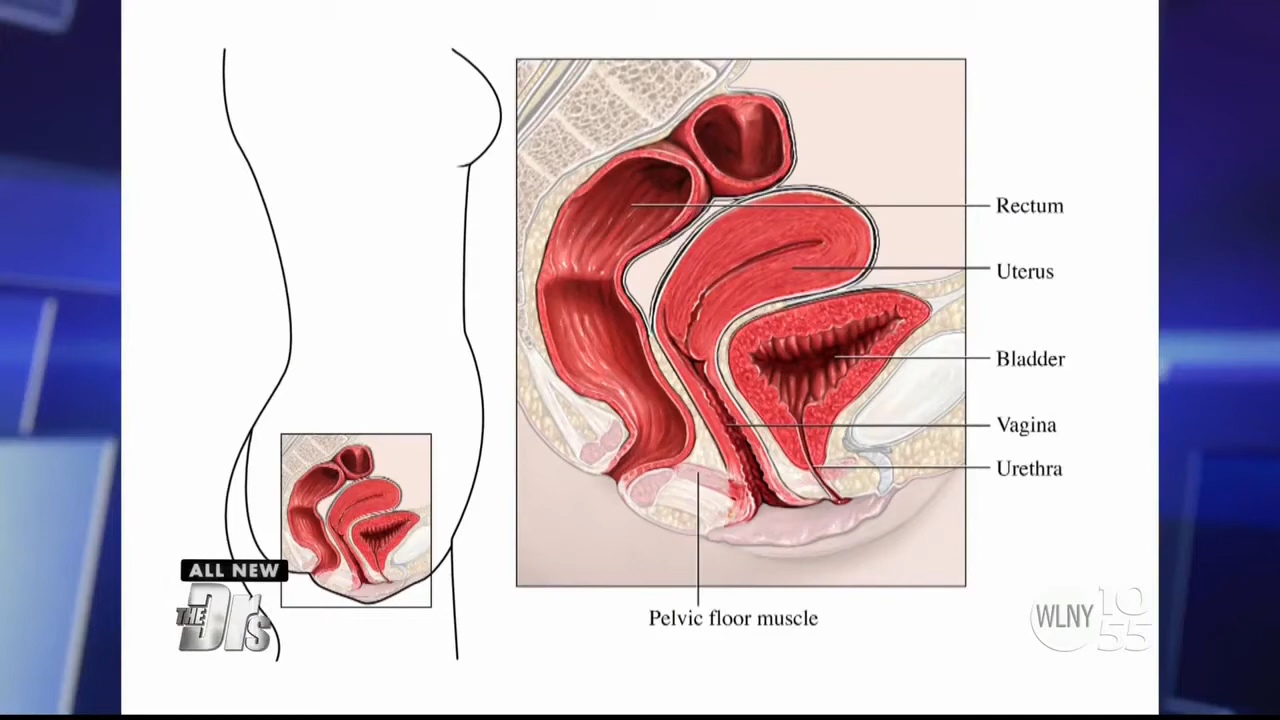 Rectum
Uterus
Bladder
Vagina
Urethra
Pelvic floor muscle
ALL NEW
THE Drs
WLNY 10
55